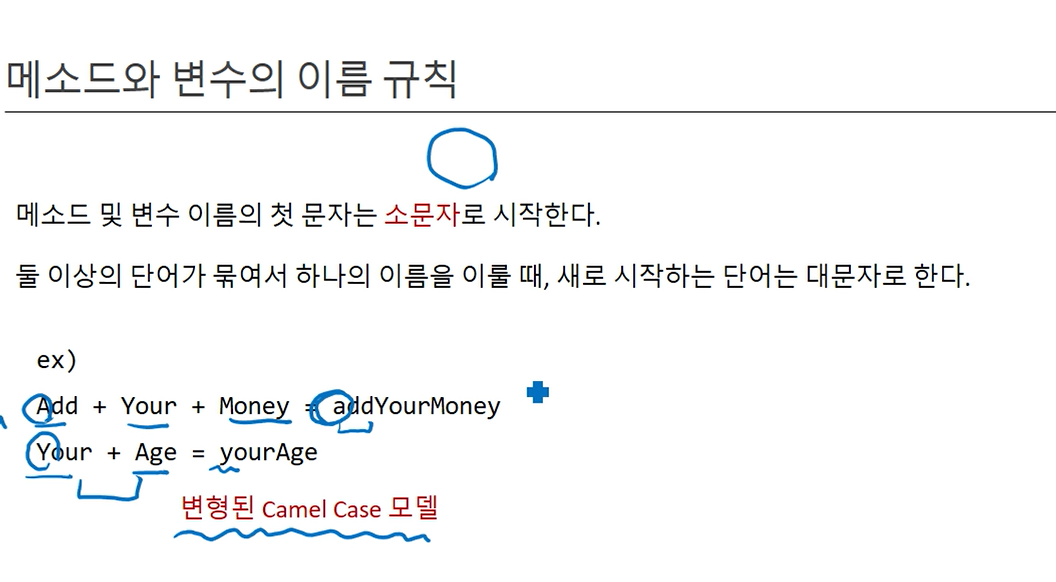 메소드와 변수의 이름 규칙
메소드 및 변수 이름의 첫 문자는 소문자로 시작한다.
둘 이상의 단어가 묶여서 하나의 이름을 이룰 때, 새로 시작하는 단어는 대문자로 한다.
ex)
Add + Your + Money = addYourMoney
Your + Age = yourAge
변형된 Camel Case 모델